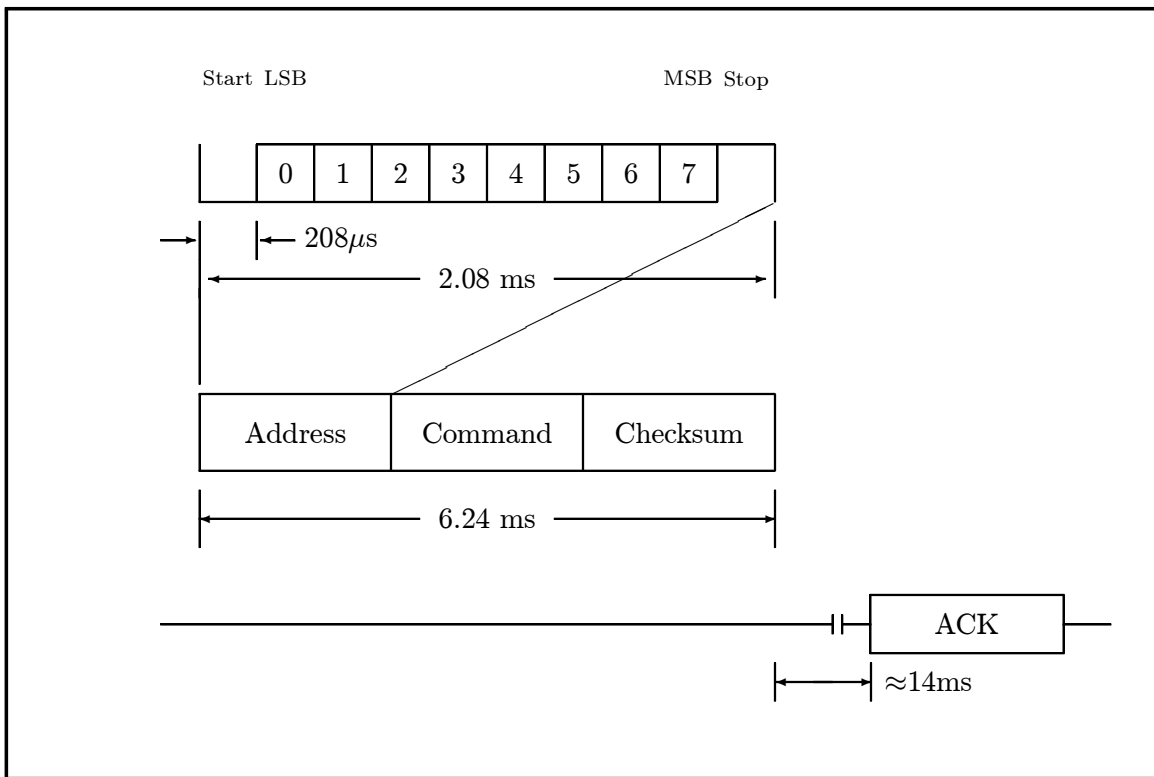 Start LSB MSB Stop
0 1 2 3 4 5 6 7
208μs
2.08 ms
Address Command Checksum
6.24 ms
ACK
≈14ms